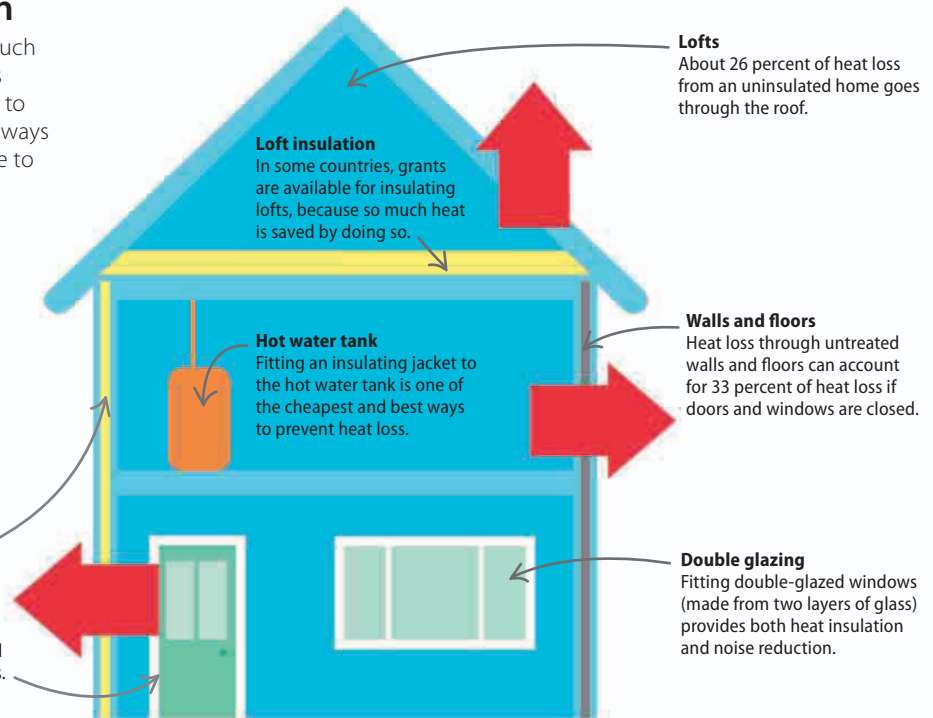 n
uch
s
to
ways
e to
Lofts
About 26 percent of heat loss
from an uninsulated home goes
through the roof.
Loft insulation
In some countries, grants
are available for insulating
lofts, because so much heat
is saved by doing so.
Walls and floors
Heat loss through untreated
walls and floors can account
for 33 percent of heat loss if
doors and windows are closed.
Hot water tank
Fitting an insulating jacket to
the hot water tank is one of
the cheapest and best ways
to prevent heat loss.
Double glazing
Fitting double-glazed windows
(made from two layers of glass)
provides both heat insulation
and noise reduction.
s.